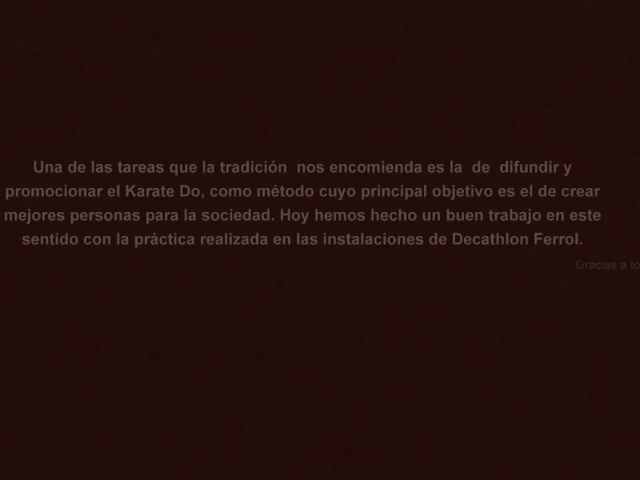 Una de las tareas que la tradición nos encomienda es la de difundir y
promocionar el Karate Do, como método cuyo principal objetivo es el de crear
mejores personas para la sociedad. Hoy hemos hecho un buen trabajo en este
sentido con la práctica realizada en las instalaciones de Decathlon Ferrol.
Gracias a to